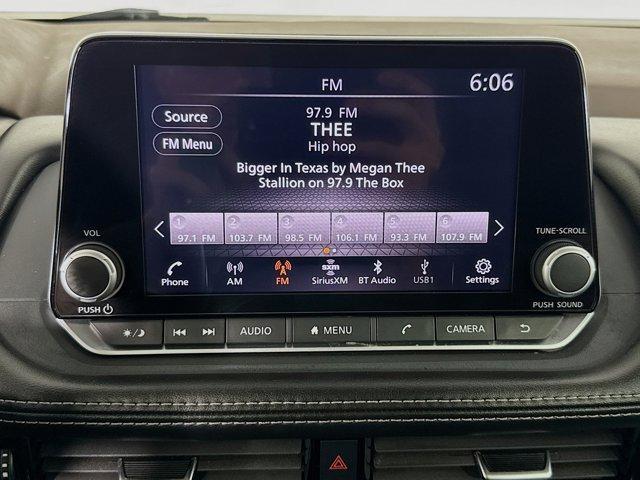 FM
6:06
Source
97.9 FM
THEE
FM Menu
Hip hop
Bigger In Texas by Megan Thee
Stallion on 97.9 The Box
1 2 3 4 5 6
97.1 FM 103.7 FM 98.5 FM 106.1 FM 93.3 FM 107.9 FM
VOL
TUNE·SCROLL
sxm
Phone AM FM SiriusXM BT Audio USB1 Settings
PUSH
PUSH SOUND
AUDIO MENU CAMERA